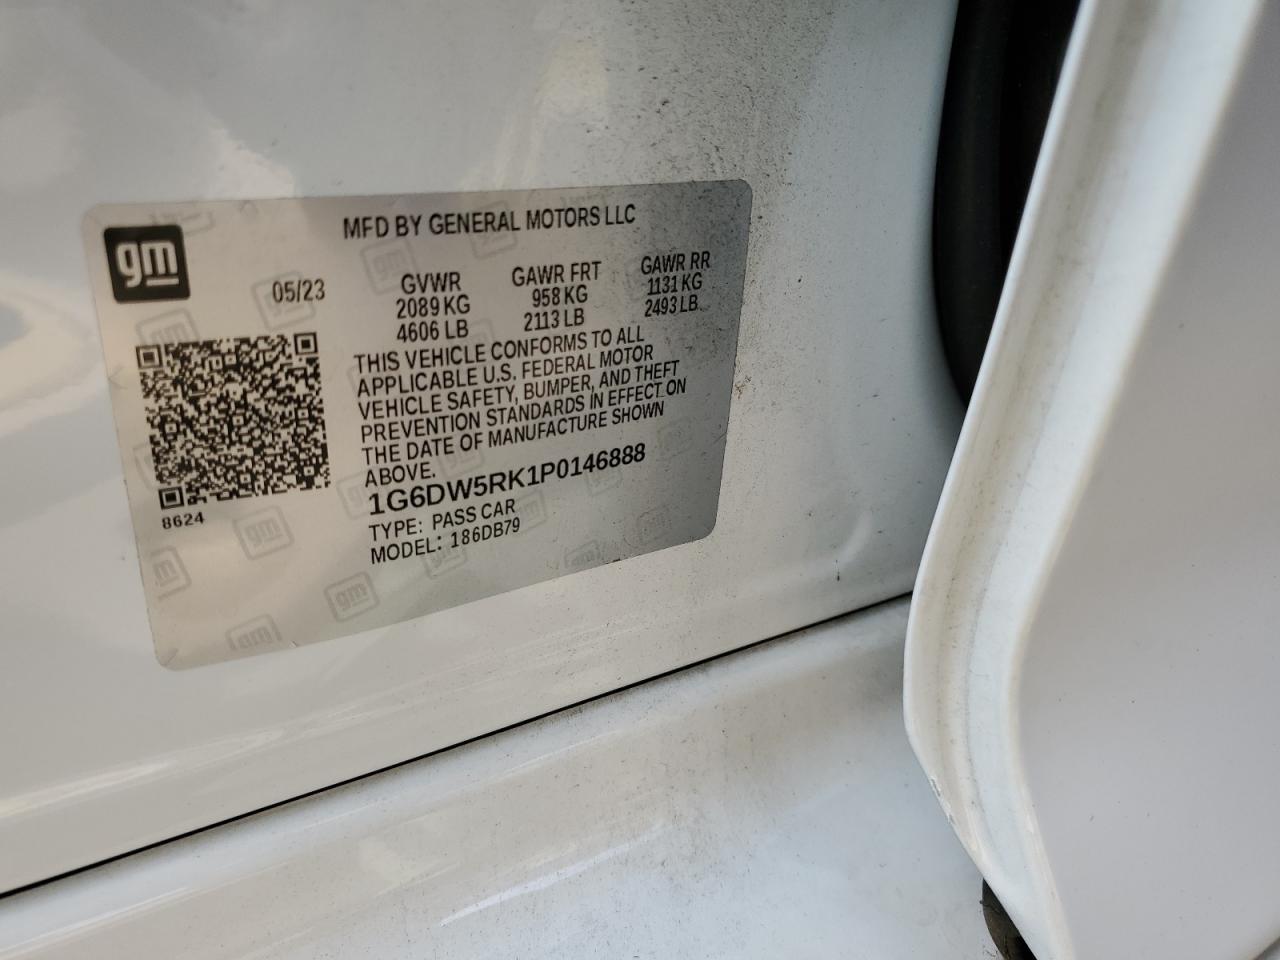 gm
MFD BY GENERAL MOTORS LLC
05/23
GVWR
2089 KG
4606 LB
GAWR FRT
958 KG
2113 LB
GAWR RR
1131 KG
2493 LB
THIS VEHICLE CONFORMS TO ALL
APPLICABLE U.S. FEDERAL MOTOR
VEHICLE SAFETY, BUMPER, AND THEFT
PREVENTION STANDARDS IN EFFECT ON
THE DATE OF MANUFACTURE SHOWN
ABOVE.
1G6DW5RK1P0146888
TYPE: PASS CAR
MODEL: 186DB79
8624